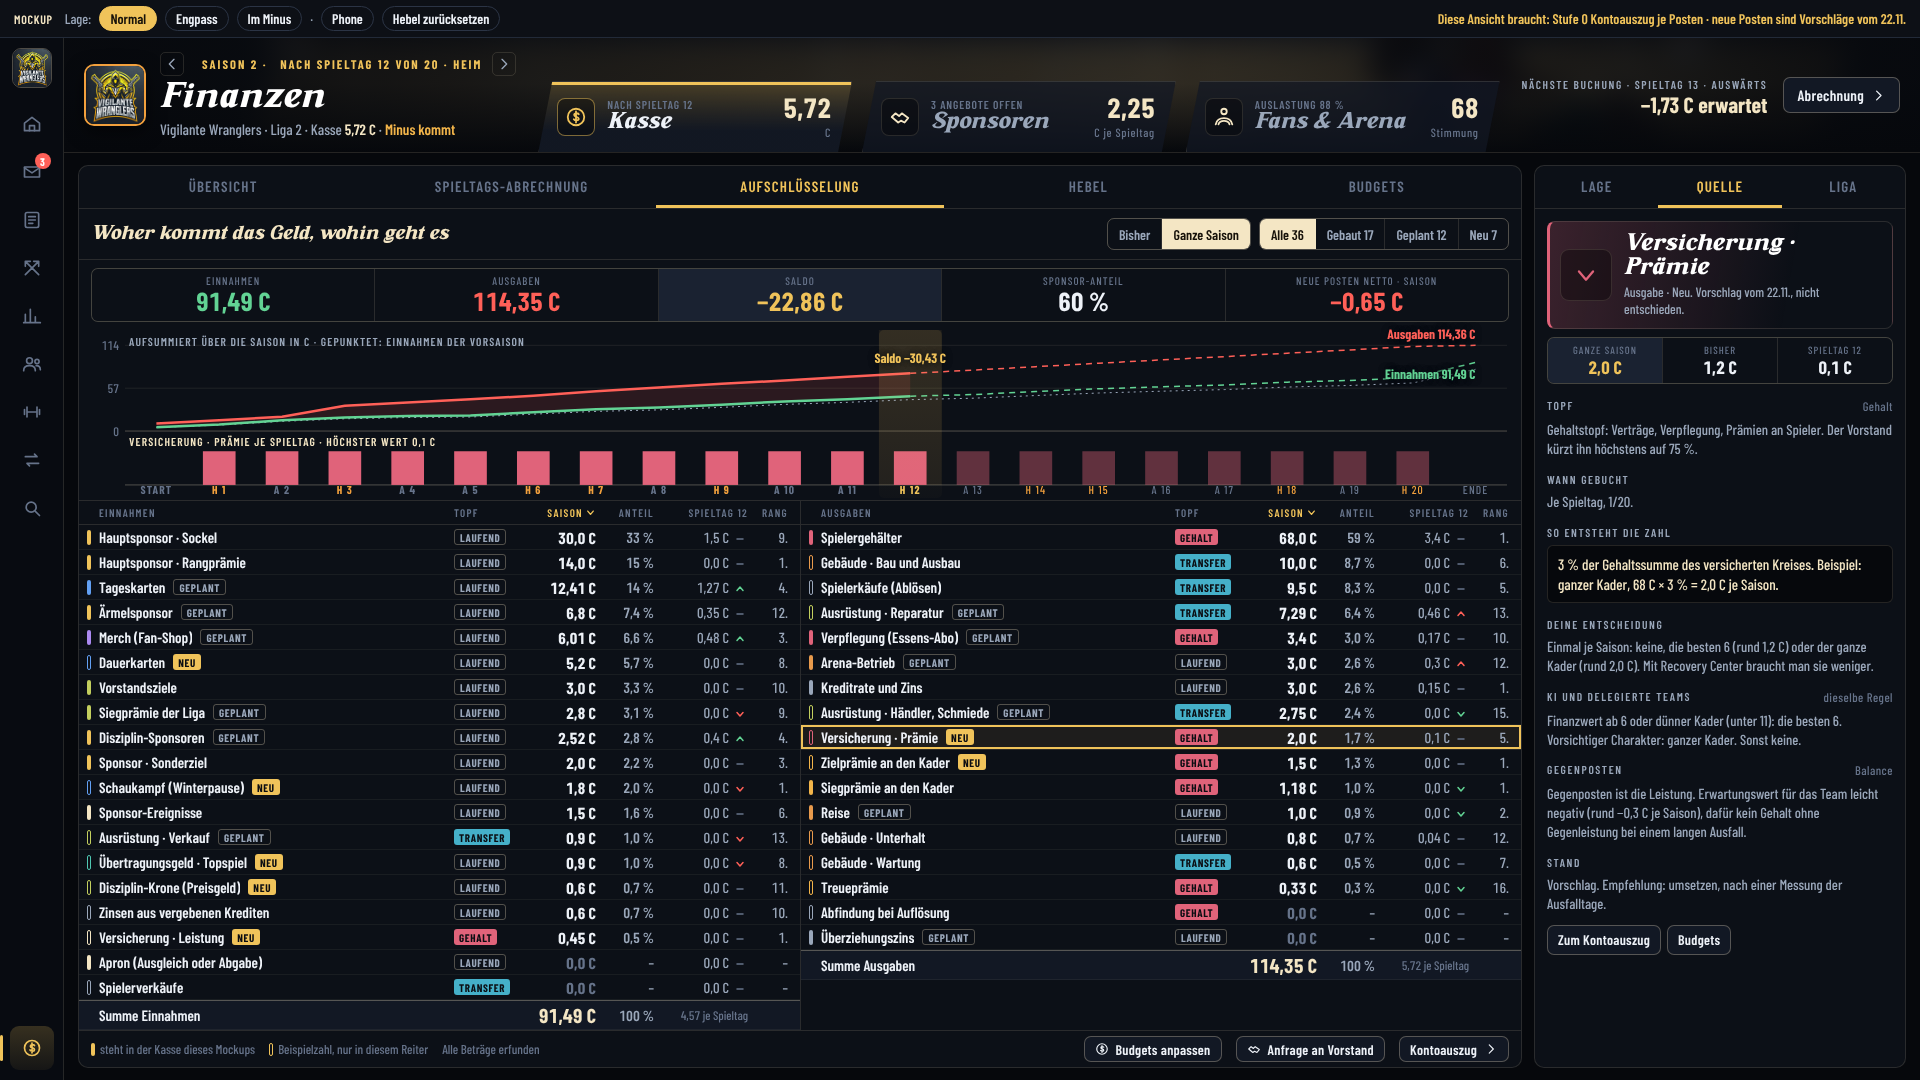 MOCKUP Lage: Normal Engpass Im Minus · Phone Hebel zurücksetzen
Diese Ansicht braucht: Stufe 0 Kontoauszug je Posten · neue Posten sind Vorschläge vom 22.11.
3
SAISON 2 · NACH SPIELTAG 12 VON 20 · HEIM
Finanzen
Vigilante Wranglers · Liga 2 · Kasse 5,72 C · Minus kommt
VIGILANTE WRANGLERS
NACH SPIELTAG 12
Kasse
5,72
C
3 ANGEBOTE OFFEN
Sponsoren
2,25
C je Spieltag
AUSLASTUNG 88 %
Fans & Arena
68
Stimmung
NÄCHSTE BUCHUNG · SPIELTAG 13 · AUSWÄRTS
−1,73 C erwartet
Abrechnung
ÜBERSICHT SPIELTAGS-ABRECHNUNG AUFSCHLÜSSELUNG HEBEL BUDGETS
Woher kommt das Geld, wohin geht es
Bisher Ganze Saison Alle 36 Gebaut 17 Geplant 12 Neu 7
EINNAHMEN
91,49 C
AUSGABEN
114,35 C
SALDO
−22,86 C
SPONSOR-ANTEIL
60 %
NEUE POSTEN NETTO · SAISON
−0,65 C
AUFSUMMIERT ÜBER DIE SAISON IN C · GEPUNKTET: EINNAHMEN DER VORSAISON
114
57
0
Saldo −30,43 C
Ausgaben 114,36 C
Einnahmen 91,49 C
VERSICHERUNG · PRÄMIE JE SPIELTAG · HÖCHSTER WERT 0,1 C
START H 1 A 2 H 3 A 4 A 5 H 6 H 7 A 8 H 9 A 10 A 11 H 12 A 13 H 14 H 15 A 16 A 17 H 18 A 19 H 20 ENDE
EINNAHMEN TOPF SAISON ANTEIL SPIELTAG 12 RANG
Hauptsponsor · Sockel LAUFEND 30,0 C 33 % 1,5 C – 9.
Hauptsponsor · Rangprämie LAUFEND 14,0 C 15 % 0,0 C – 1.
Tageskarten GEPLANT LAUFEND 12,41 C 14 % 1,27 C 4.
Ärmelsponsor GEPLANT LAUFEND 6,8 C 7,4 % 0,35 C – 12.
Merch (Fan-Shop) GEPLANT LAUFEND 6,01 C 6,6 % 0,48 C 3.
Dauerkarten NEU LAUFEND 5,2 C 5,7 % 0,0 C – 8.
Vorstandsziele LAUFEND 3,0 C 3,3 % 0,0 C – 10.
Siegprämie der Liga GEPLANT LAUFEND 2,8 C 3,1 % 0,0 C 9.
Disziplin-Sponsoren GEPLANT LAUFEND 2,52 C 2,8 % 0,4 C 4.
Sponsor · Sonderziel LAUFEND 2,0 C 2,2 % 0,0 C – 3.
Schaukampf (Winterpause) NEU LAUFEND 1,8 C 2,0 % 0,0 C 1.
Sponsor-Ereignisse LAUFEND 1,5 C 1,6 % 0,0 C – 6.
Ausrüstung · Verkauf GEPLANT TRANSFER 0,9 C 1,0 % 0,0 C 13.
Übertragungsgeld · Topspiel NEU LAUFEND 0,9 C 1,0 % 0,0 C 8.
Disziplin-Krone (Preisgeld) NEU LAUFEND 0,6 C 0,7 % 0,0 C – 11.
Zinsen aus vergebenen Krediten LAUFEND 0,6 C 0,7 % 0,0 C – 10.
Versicherung · Leistung NEU GEHALT 0,45 C 0,5 % 0,0 C – 1.
Apron (Ausgleich oder Abgabe) LAUFEND 0,0 C – 0,0 C – –
Spielerverkäufe TRANSFER 0,0 C – 0,0 C – –
Summe Einnahmen 91,49 C 100 % 4,57 je Spieltag
AUSGABEN TOPF SAISON ANTEIL SPIELTAG 12 RANG
Spielergehälter GEHALT 68,0 C 59 % 3,4 C – 1.
Gebäude · Bau und Ausbau TRANSFER 10,0 C 8,7 % 0,0 C – 6.
Spielerkäufe (Ablösen) TRANSFER 9,5 C 8,3 % 0,0 C – 5.
Ausrüstung · Reparatur GEPLANT TRANSFER 7,29 C 6,4 % 0,46 C 13.
Verpflegung (Essens-Abo) GEPLANT GEHALT 3,4 C 3,0 % 0,17 C – 10.
Arena-Betrieb GEPLANT LAUFEND 3,0 C 2,6 % 0,3 C 12.
Kreditrate und Zins LAUFEND 3,0 C 2,6 % 0,15 C – 1.
Ausrüstung · Händler, Schmiede GEPLANT TRANSFER 2,75 C 2,4 % 0,0 C 15.
Versicherung · Prämie NEU GEHALT 2,0 C 1,7 % 0,1 C – 5.
Zielprämie an den Kader NEU GEHALT 1,5 C 1,3 % 0,0 C – 1.
Siegprämie an den Kader GEHALT 1,18 C 1,0 % 0,0 C 1.
Reise GEPLANT LAUFEND 1,0 C 0,9 % 0,0 C 2.
Gebäude · Unterhalt LAUFEND 0,8 C 0,7 % 0,04 C – 12.
Gebäude · Wartung TRANSFER 0,6 C 0,5 % 0,0 C – 7.
Treueprämie GEHALT 0,33 C 0,3 % 0,0 C 16.
Abfindung bei Auflösung GEHALT 0,0 C – 0,0 C – –
Überziehungszins GEPLANT LAUFEND 0,0 C – 0,0 C – –
Summe Ausgaben 114,35 C 100 % 5,72 je Spieltag
steht in der Kasse dieses Mockups Beispielzahl, nur in diesem Reiter Alle Beträge erfunden
Budgets anpassen Anfrage an Vorstand Kontoauszug
LAGE QUELLE LIGA
Versicherung ·
Prämie
Ausgabe · Neu. Vorschlag vom 22.11., nicht
entschieden.
GANZE SAISON
2,0 C
BISHER
1,2 C
SPIELTAG 12
0,1 C
TOPF Gehalt
Gehaltstopf: Verträge, Verpflegung, Prämien an Spieler. Der Vorstand
kürzt ihn höchstens auf 75 %.
WANN GEBUCHT
Je Spieltag, 1/20.
SO ENTSTEHT DIE ZAHL
3 % der Gehaltssumme des versicherten Kreises. Beispiel:
ganzer Kader, 68 C × 3 % = 2,0 C je Saison.
DEINE ENTSCHEIDUNG
Einmal je Saison: keine, die besten 6 (rund 1,2 C) oder der ganze
Kader (rund 2,0 C). Mit Recovery Center braucht man sie weniger.
KI UND DELEGIERTE TEAMS dieselbe Regel
Finanzwert ab 6 oder dünner Kader (unter 11): die besten 6.
Vorsichtiger Charakter: ganzer Kader. Sonst keine.
GEGENPOSTEN Balance
Gegenposten ist die Leistung. Erwartungswert für das Team leicht
negativ (rund −0,3 C je Saison), dafür kein Gehalt ohne
Gegenleistung bei einem langen Ausfall.
STAND
Vorschlag. Empfehlung: umsetzen, nach einer Messung der
Ausfalltage.
Zum Kontoauszug Budgets